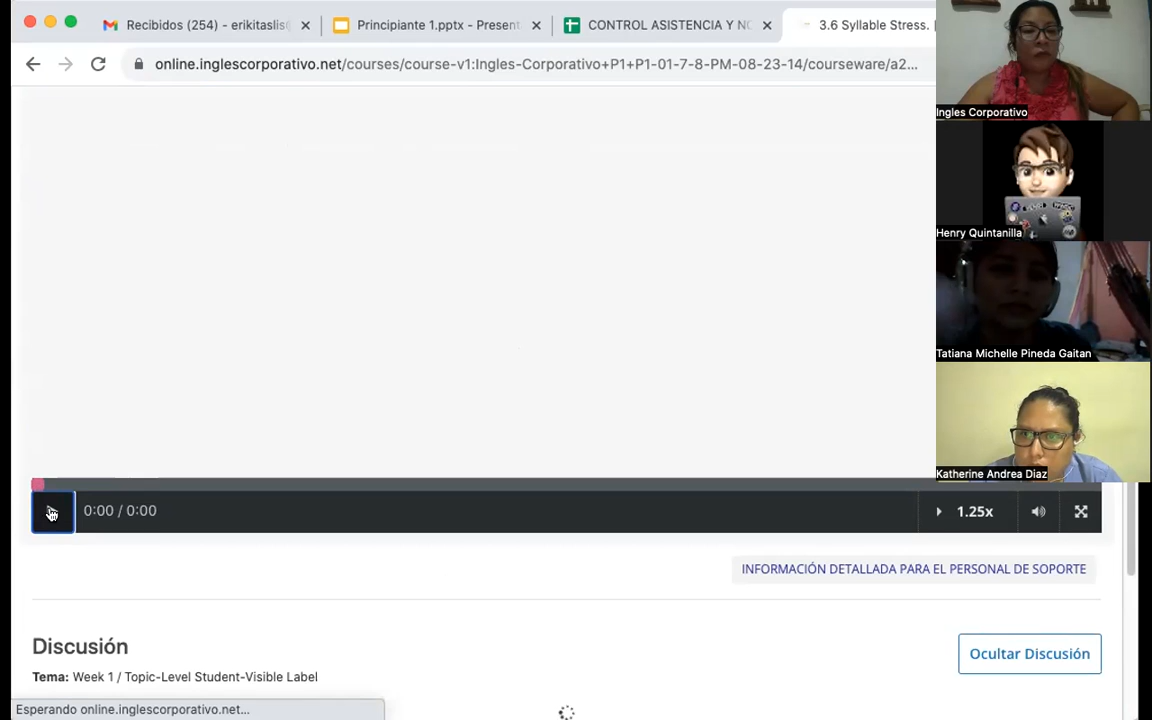 Recibidos (254) - erikitaslis
Principiante 1.pptx - Present
CONTROL ASISTENCIA Y NO
3.6 Syllable Stress. |
online.inglescorporativo.net/courses/course-v1:Ingles-Corporativo+P1+P1-01-7-8-PM-08-23-14/courseware/a2...
Ingles Corporativo
Henry Quintanilla
Tatiana Michelle Pineda Gaitan
Katherine Andrea Diaz
0:00 / 0:00
1.25x
INFORMACIÓN DETALLADA PARA EL PERSONAL DE SOPORTE
Discusión
Ocultar Discusión
Tema: Week 1 / Topic-Level Student-Visible Label
Esperando online.inglescorporativo.net...